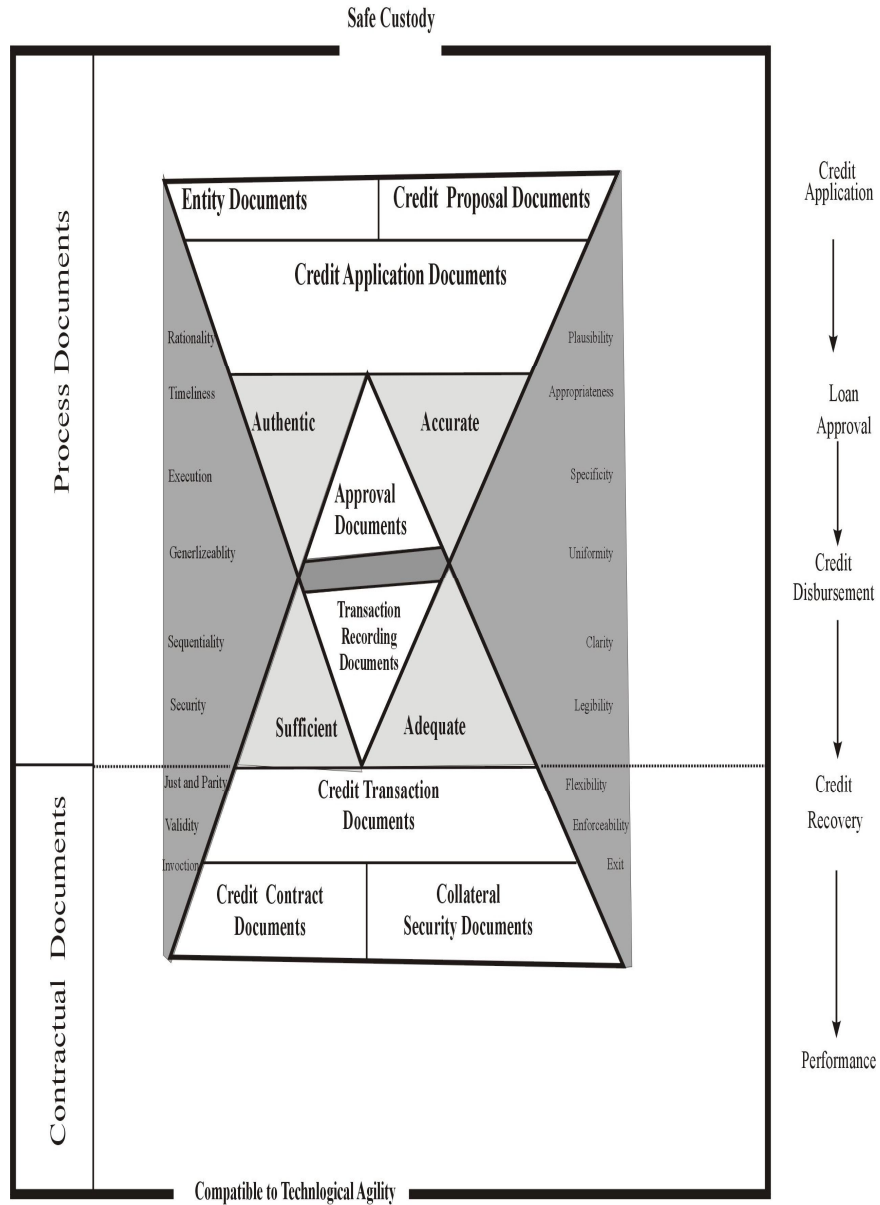 Safe Custody
Process Documents
Contractual Documents
Entity Documents
Credit Proposal Documents
Credit Application Documents
Rationality
Plausibility
Timeliness
Appropriateness
Authentic
Accurate
Execution
Specificity
Approval
Documents
Generlizeablity
Uniformity
Transaction
Recording
Documents
Sequentiality
Clarity
Security
Legibility
Sufficient
Adequate
Just and Parity
Flexibility
Credit Transaction
Documents
Validity
Enforceability
Invoction
Exit
Credit Contract
Documents
Collateral
Security Documents
Credit
Application
Loan
Approval
Credit
Disbursement
Credit
Recovery
Performance
Compatible to Technlogical Agility